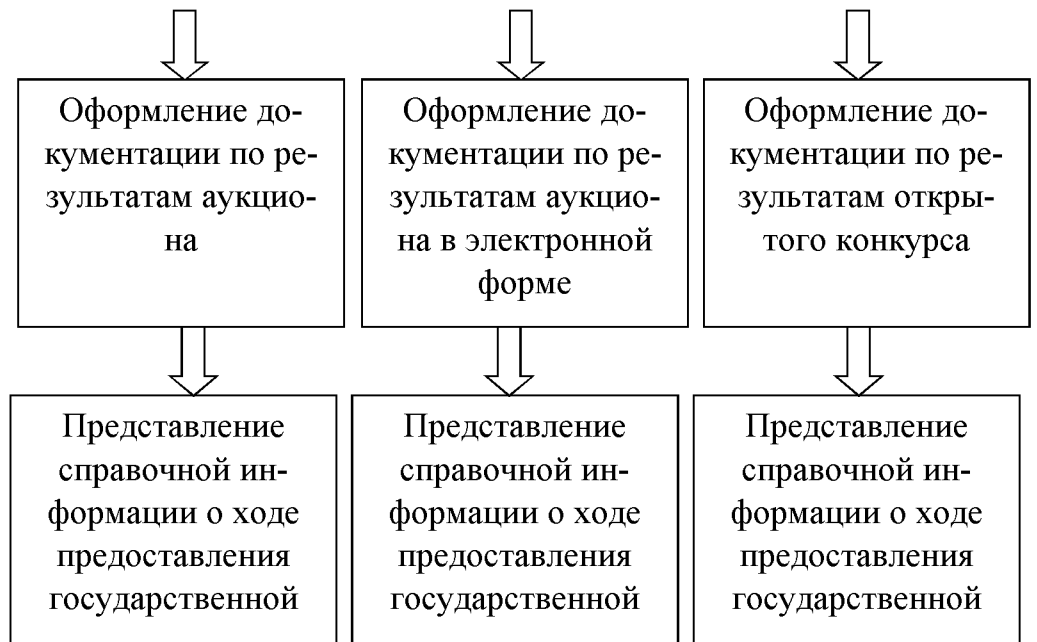 Оформление до-
кументации по ре-
зультатам аукцио-
на
Оформление до-
кументации по ре-
зультатам аукцио-
на в электронной
форме
Оформление до-
кументации по ре-
зультатам откры-
того конкурса
Представление
справочной ин-
формации о ходе
предоставления
государственной
Представление
справочной ин-
формации о ходе
предоставления
государственной
Представление
справочной ин-
формации о ходе
предоставления
государственной